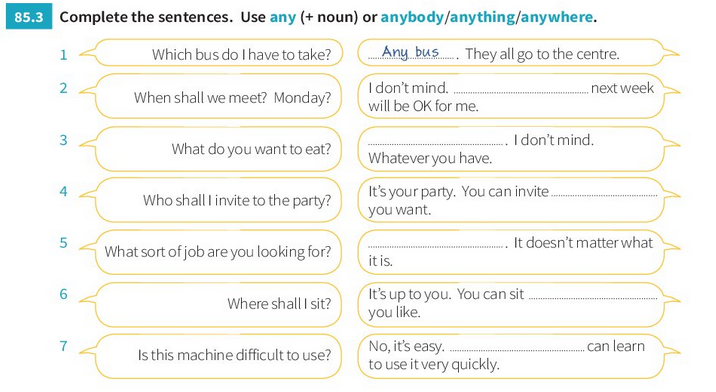 85.3 Complete the sentences. Use any (+ noun) or anybody/anything/anywhere.
1 Which bus do I have to take? Any bus . They all go to the centre.
2 When shall we meet? Monday? I don't mind. next week
will be OK for me.
3 What do you want to eat? . I don't mind.
Whatever you have.
4 Who shall I invite to the party? It's your party. You can invite
you want.
5 What sort of job are you looking for? . It doesn't matter what
it is.
6 Where shall I sit? It's up to you. You can sit
you like.
7 Is this machine difficult to use? No, it's easy. can learn
to use it very quickly.